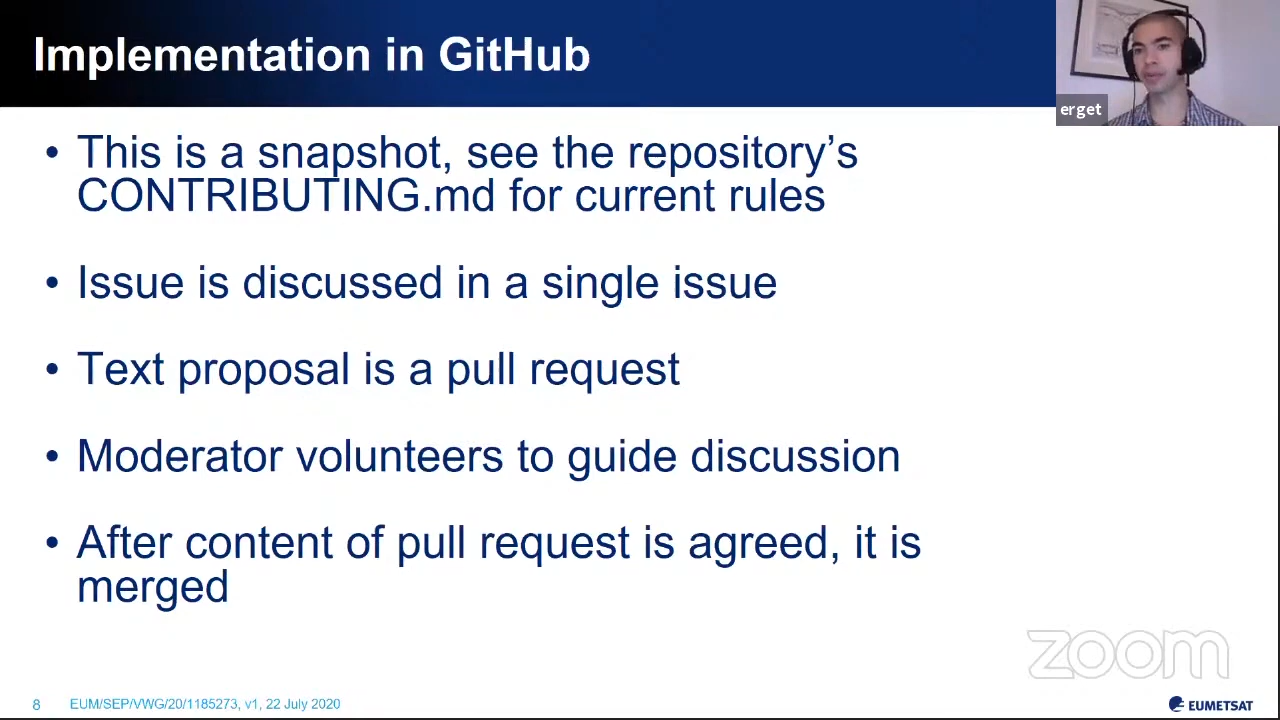 Implementation in GitHub
erget
• This is a snapshot, see the repository’s
CONTRIBUTING.md for current rules
• Issue is discussed in a single issue
• Text proposal is a pull request
• Moderator volunteers to guide discussion
• After content of pull request is agreed, it is
merged
zoom
8 EUM/SEP/VWG/20/1185273, v1, 22 July 2020
EUMETSAT